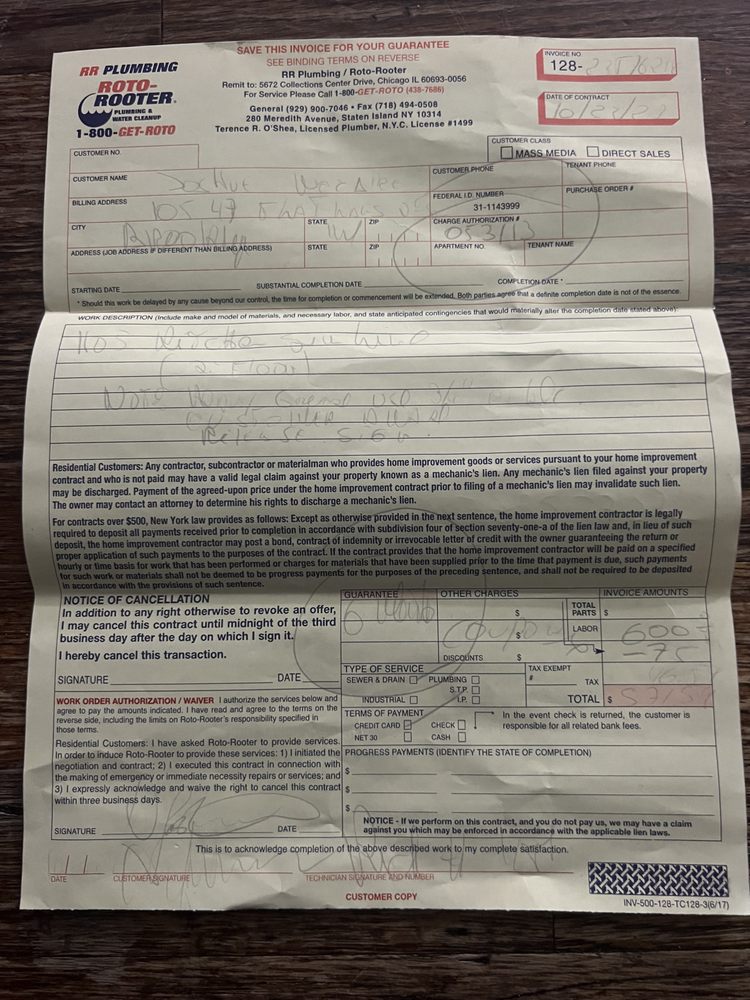 SAVE THIS INVOICE FOR YOUR GUARANTEE
SEE BINDING TERMS ON REVERSE
RR PLUMBING
ROTO-
ROOTER®
PLUMBING &
WATER CLEANUP
1-800-GET-ROTO
RR Plumbing / Roto-Rooter
Remit to: 5672 Collections Center Drive, Chicago IL 60693-0056
For Service Please Call 1-800-GET-ROTO (438-7686)
General (929) 900-7046 • Fax (718) 494-0508
280 Meredith Avenue, Staten Island NY 10314
Terence R. O'Shea, Licensed Plumber, N.Y.C. License #1499
INVOICE NO.
128-
DATE OF CONTRACT
CUSTOMER NO.
CUSTOMER CLASS
MASS MEDIA DIRECT SALES
CUSTOMER NAME
CUSTOMER PHONE
TENANT PHONE
BILLING ADDRESS
FEDERAL I.D. NUMBER
31-1143999
PURCHASE ORDER #
CITY
STATE
ZIP
CHARGE AUTHORIZATION #
Brooklyn
053113
ADDRESS (JOB ADDRESS IF DIFFERENT THAN BILLING ADDRESS)
STATE
ZIP
APARTMENT NO.
TENANT NAME
STARTING DATE
SUBSTANTIAL COMPLETION DATE
COMPLETION DATE *
* Should this work be delayed by any cause beyond our control, the time for completion or commencement will be extended. Both parties agree that a definite completion date is not of the essence.
WORK DESCRIPTION (Include make and model of materials, and necessary labor, and state anticipated contingencies that would materially alter the completion date stated above):
2 Floor
Release
Residential Customers: Any contractor, subcontractor or materialman who provides home improvement goods or services pursuant to your home improvement
contract and who is not paid may have a valid legal claim against your property known as a mechanic's lien. Any mechanic's lien filed against your property
may be discharged. Payment of the agreed-upon price under the home improvement contract prior to filing of a mechanic's lien may invalidate such lien.
The owner may contact an attorney to determine his rights to discharge a mechanic's lien.
For contracts over $500, New York law provides as follows: Except as otherwise provided in the next sentence, the home improvement contractor is legally
required to deposit all payments received prior to completion in accordance with subdivision four of section seventy-one-a of the lien law and, in lieu of such
deposit, the home improvement contractor may post a bond, contract of indemnity or irrevocable letter of credit with the owner guaranteeing the return or
proper application of such payments to the purposes of the contract. If the contract provides that the home improvement contractor will be paid on a specified
hourly or time basis for work that has been performed or charges for materials that have been supplied prior to the time that payment is due, such payments
for such work or materials shall not be deemed to be progress payments for the purposes of the preceding sentence, and shall not be required to be deposited
in accordance with the provisions of such sentence.
NOTICE OF CANCELLATION
In addition to any right otherwise to revoke an offer,
I may cancel this contract until midnight of the third
business day after the day on which I sign it.
I hereby cancel this transaction.
SIGNATURE DATE
GUARANTEE
OTHER CHARGES
INVOICE AMOUNTS
$
TOTAL PARTS $
$
LABOR
600
-75
DISCOUNTS $
TYPE OF SERVICE
SEWER & DRAIN PLUMBING
S.T.P.
INDUSTRIAL I.P.
TAX EXEMPT
#
TAX
TOTAL $
WORK ORDER AUTHORIZATION / WAIVER I authorize the services below and
agree to pay the amounts indicated. I have read and agree to the terms on the
reverse side, including the limits on Roto-Rooter's responsibility specified in
those terms.
TERMS OF PAYMENT
CREDIT CARD CHECK
NET 30 CASH
In the event check is returned, the customer is
responsible for all related bank fees.
Residential Customers: I have asked Roto-Rooter to provide services.
In order to induce Roto-Rooter to provide these services: 1) I initiated the
negotiation and contract; 2) I executed this contract in connection with
the making of emergency or immediate necessity repairs or services; and
3) I expressly acknowledge and waive the right to cancel this contract
within three business days.
SIGNATURE DATE
PROGRESS PAYMENTS (IDENTIFY THE STATE OF COMPLETION)
$
$
$
NOTICE - If we perform on this contract, and you do not pay us, we may have a claim
against you which may be enforced in accordance with the applicable lien laws.
This is to acknowledge completion of the above described work to my complete satisfaction.
DATE
CUSTOMER SIGNATURE
TECHNICIAN SIGNATURE AND NUMBER
CUSTOMER COPY
INV-500-128-TC128-3(6/17)